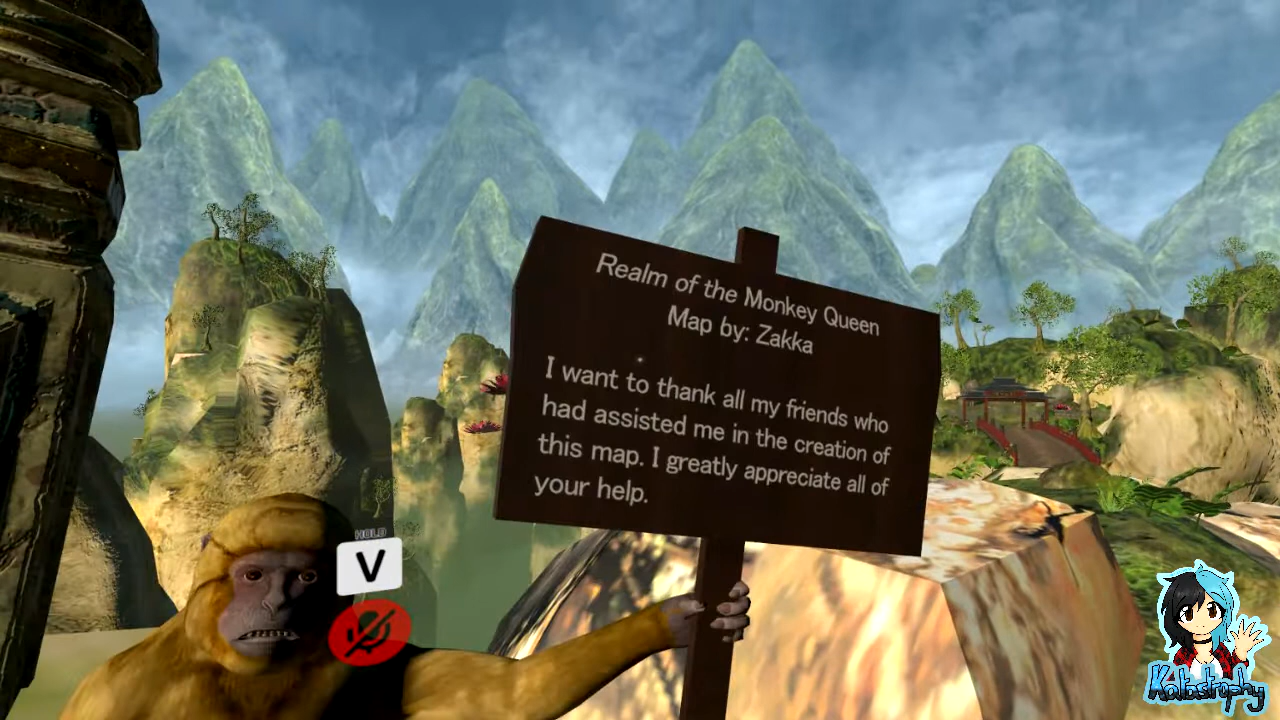 Realm of the Monkey Queen
Map by: Zakka
I want to thank all my friends who
had assisted me in the creation of
this map. I greatly appreciate all of
your help.
HOLD
V
Katastrophy